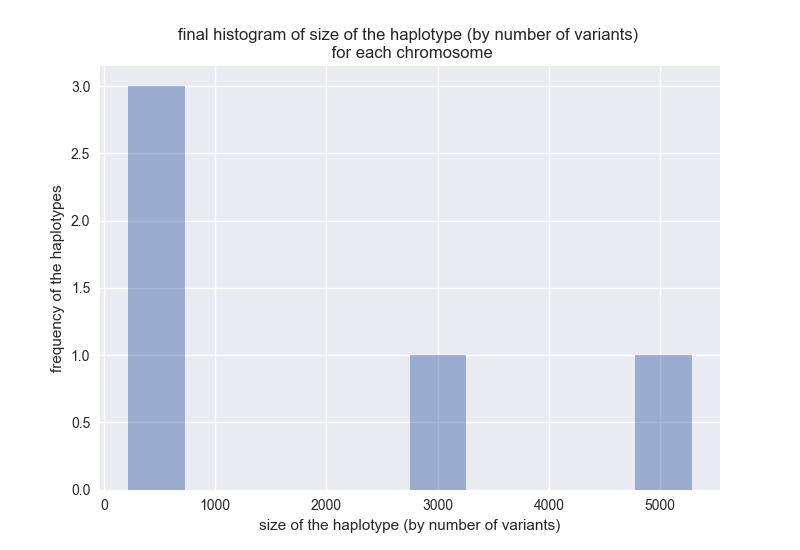 final histogram of size of the haplotype (by number of variants)
for each chromosome
3.0
2.5
2.0
1.5
1.0
0.5
0.0
frequency of the haplotypes
0 1000 2000 3000 4000 5000
size of the haplotype (by number of variants)